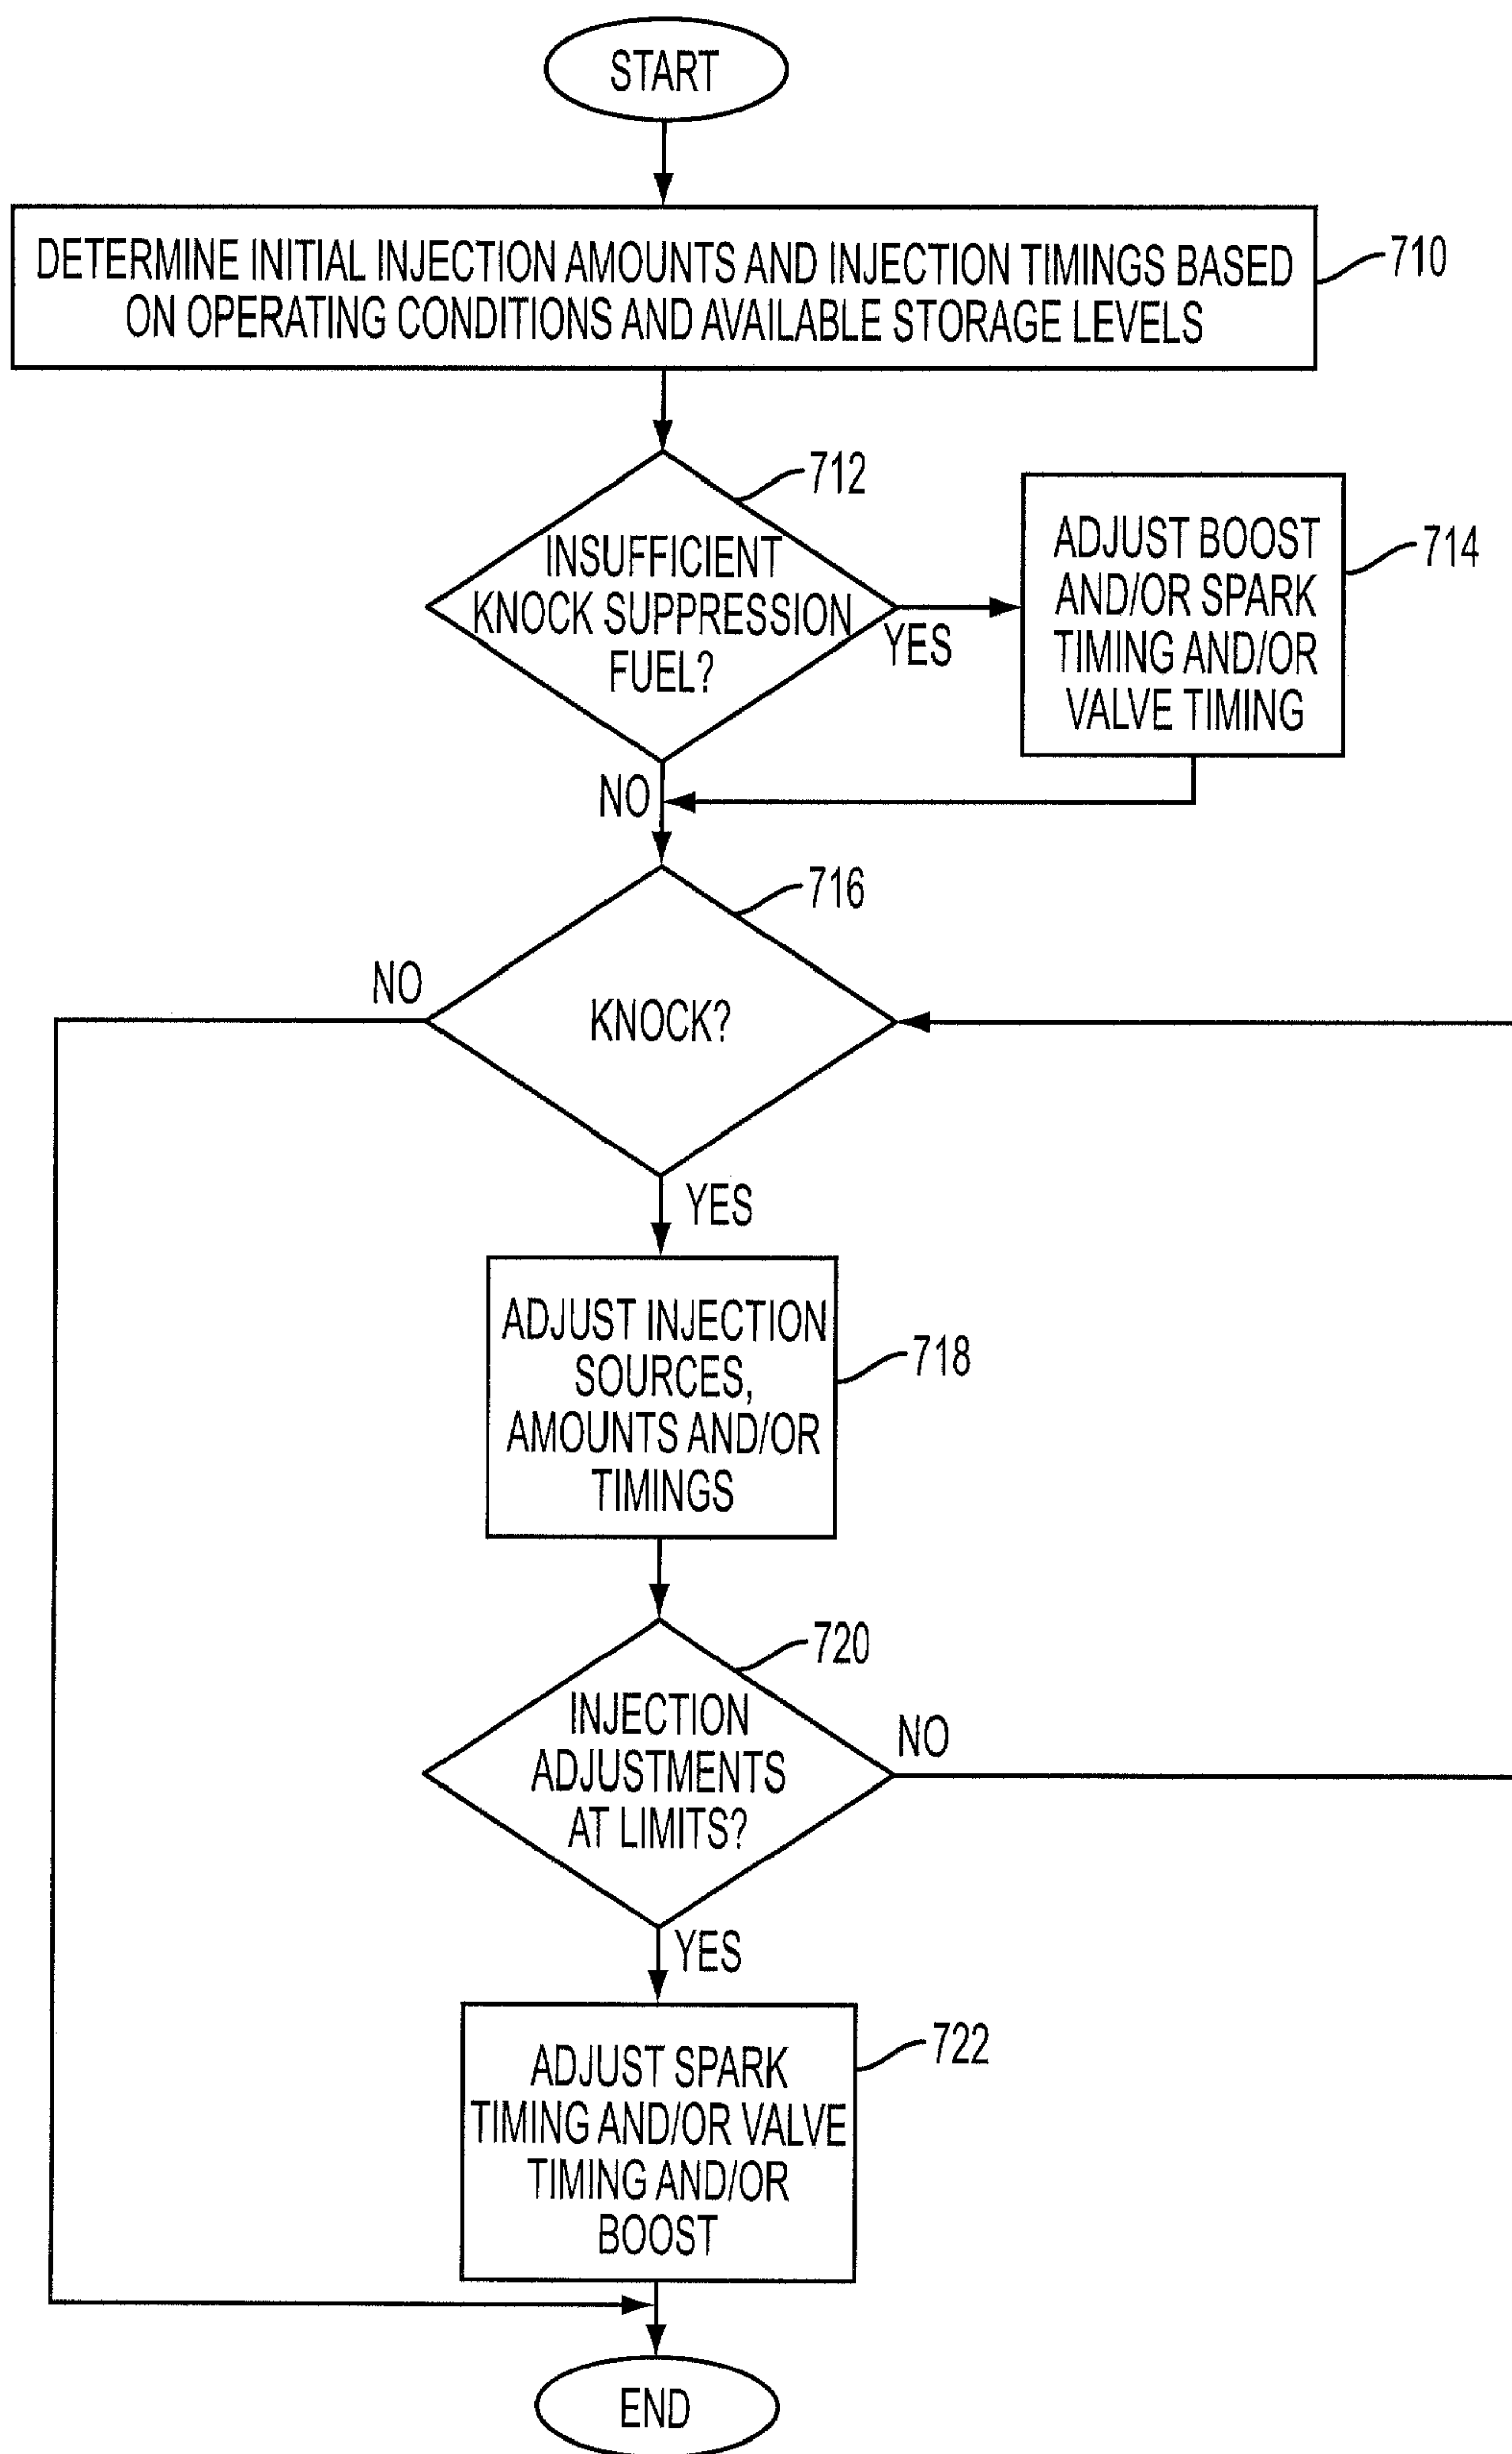 START
DETERMINE INITIAL INJECTION AMOUNTS AND INJECTION TIMINGS BASED
ON OPERATING CONDITIONS AND AVAILABLE STORAGE LEVELS
710
712
INSUFFICIENT
KNOCK SUPPRESSION
FUEL?
YES
ADJUST BOOST
AND/OR SPARK
TIMING AND/OR
VALVE TIMING
714
NO
716
NO
KNOCK?
YES
ADJUST INJECTION
SOURCES,
AMOUNTS AND/OR
TIMINGS
718
720
INJECTION
ADJUSTMENTS
AT LIMITS?
NO
YES
ADJUST SPARK
TIMING AND/OR VALVE
TIMING AND/OR
BOOST
722
END